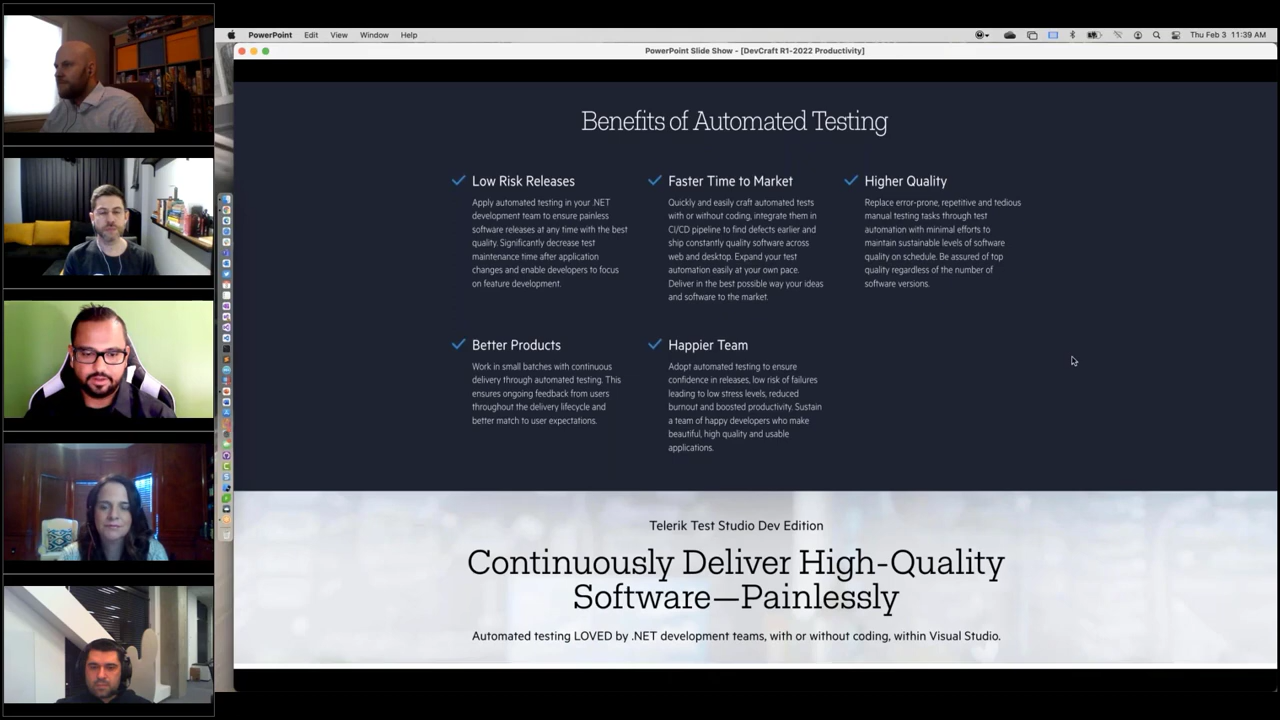 PowerPoint Edit View Window Help
Thu Feb 3 11:39 AM
PowerPoint Slide Show - [DevCraft R1-2022 Productivity]
Benefits of Automated Testing
Low Risk Releases
Apply automated testing in your .NET
development team to ensure painless
software releases at any time with the best
quality. Significantly decrease test
maintenance time after application
changes and enable developers to focus
on feature development.
Faster Time to Market
Quickly and easily craft automated tests
with or without coding, integrate them in
CI/CD pipeline to find defects earlier and
ship constantly quality software across
web and desktop. Expand your test
automation easily at your own pace.
Deliver in the best possible way your ideas
and software to the market.
Higher Quality
Replace error-prone, repetitive and tedious
manual testing tasks through test
automation with minimal efforts to
maintain sustainable levels of software
quality on schedule. Be assured of top
quality regardless of the number of
software versions.
Better Products
Work in small batches with continuous
delivery through automated testing. This
ensures ongoing feedback from users
throughout the delivery lifecycle and
better match to user expectations.
Happier Team
Adopt automated testing to ensure
confidence in releases, low risk of failures
leading to low stress levels, reduced
burnout and boosted productivity. Sustain
a team of happy developers who make
beautiful, high quality and usable
applications.
Telerik Test Studio Dev Edition
Continuously Deliver High-Quality
Software—Painlessly
Automated testing LOVED by .NET development teams, with or without coding, within Visual Studio.